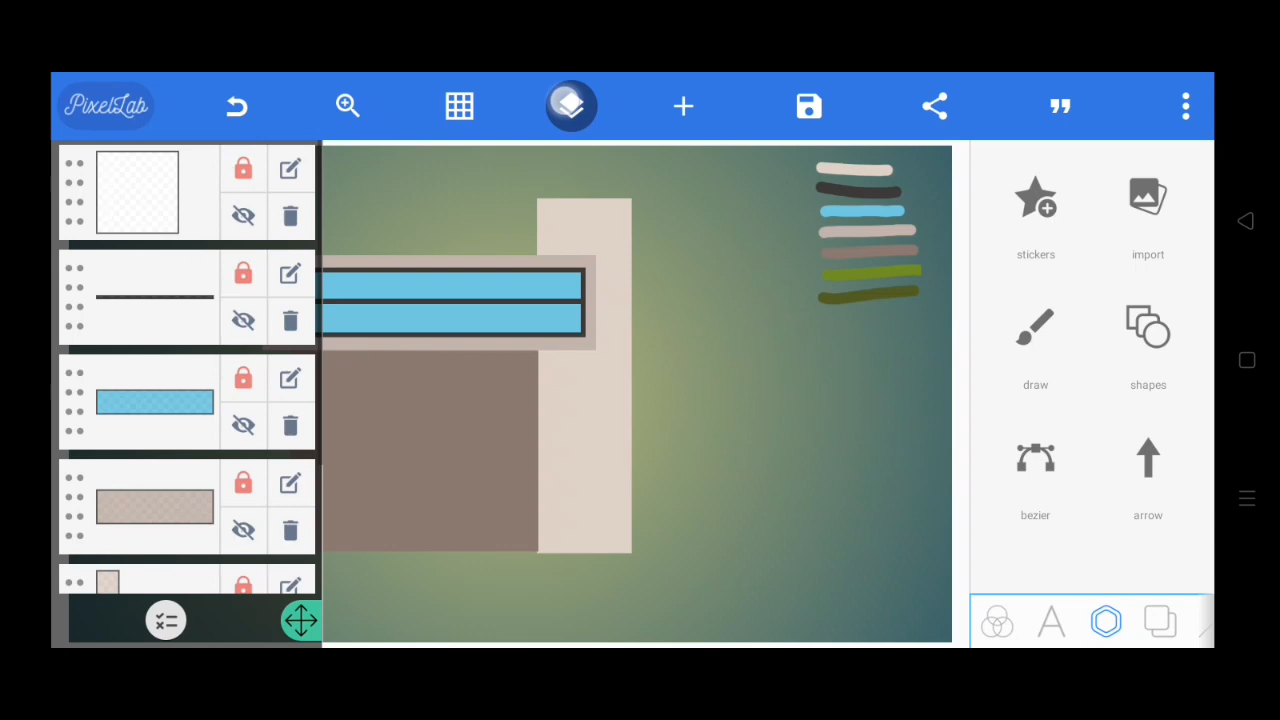 PixelLab
stickers
import
draw
shapes
bezier
arrow